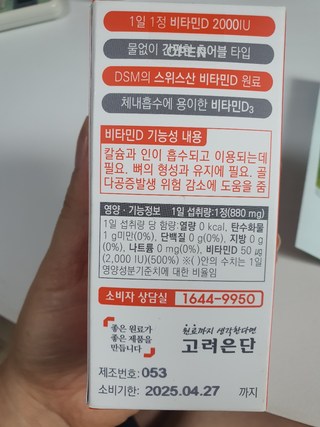 1일 1정 비타민D 2000IU
물없이 간편한 츄어블 타입
OPEN
DSM의 스위스산 비타민D 원료
체내흡수에 용이한 비타민D₃
비타민D 기능성 내용
칼슘과 인이 흡수되고 이용되는데
필요, 뼈의 형성과 유지에 필요, 골
다공증발생 위험 감소에 도움을 줌
영양·기능정보 1일 섭취량:1정(880 mg)
1일 섭취량 당 함량:열량 0 kcal, 탄수화물
1 g미만(0%), 단백질 0 g(0%), 지방 0 g
(0%), 나트륨 0 mg(0%), 비타민D 50 μg
(2,000 IU)(500%) ※( )안의 수치는 1일
영양성분기준치에 대한 비율임
소비자 상담실 1644-9950
좋은 원료가
좋은 제품을
만듭니다
원료까지 생각한다면
고려은단
제조번호: 053
소비기한: 2025.04.27 까지